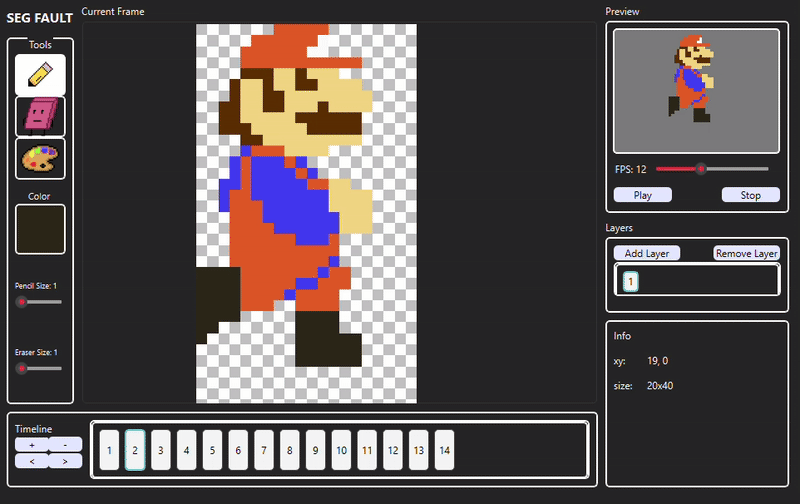 SEG FAULT
Tools
Color
Pencil Size: 1
Eraser Size: 1
Current Frame
Preview
FPS: 12
Play Stop
Layers
Add Layer Remove Layer
1
Info
xy: 19, 0
size: 20x40
Timeline
+ -
< >
1 2 3 4 5 6 7 8 9 10 11 12 13 14